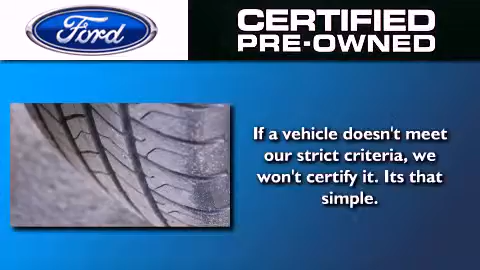 Ford
CERTIFIED
PRE-OWNED
If a vehicle doesn't meet
our strict criteria, we
won't certify it. Its that
simple.